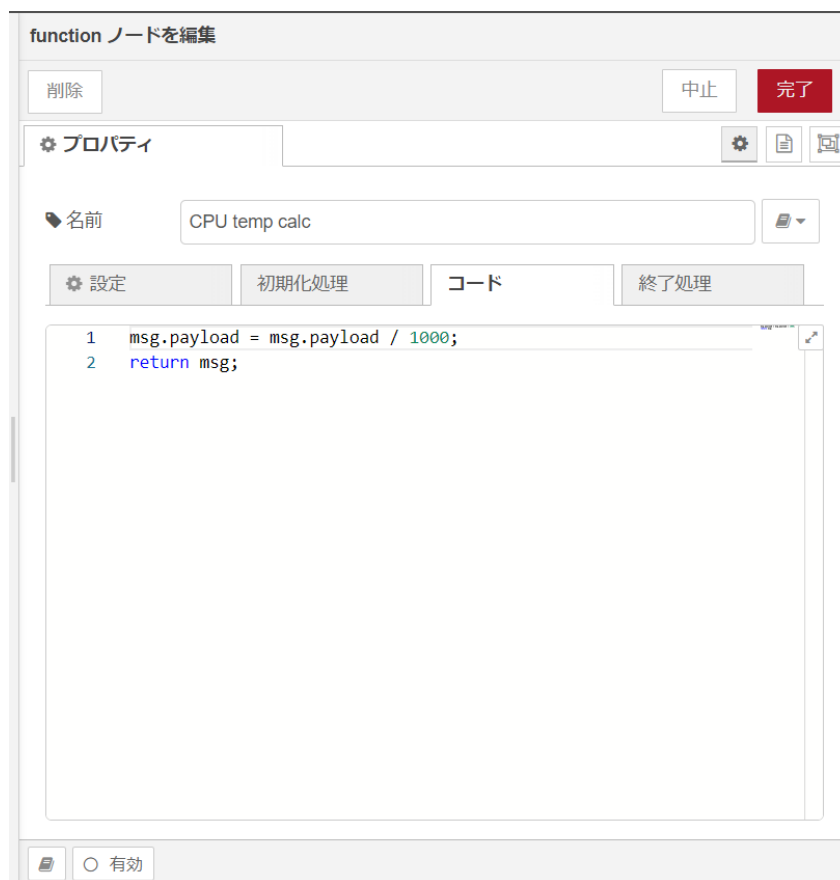 function ノードを編集
削除
中止
完了
プロパティ
名前
CPU temp calc
設定
初期化処理
コード
終了処理
1 msg.payload = msg.payload / 1000;
2 return msg;
有効